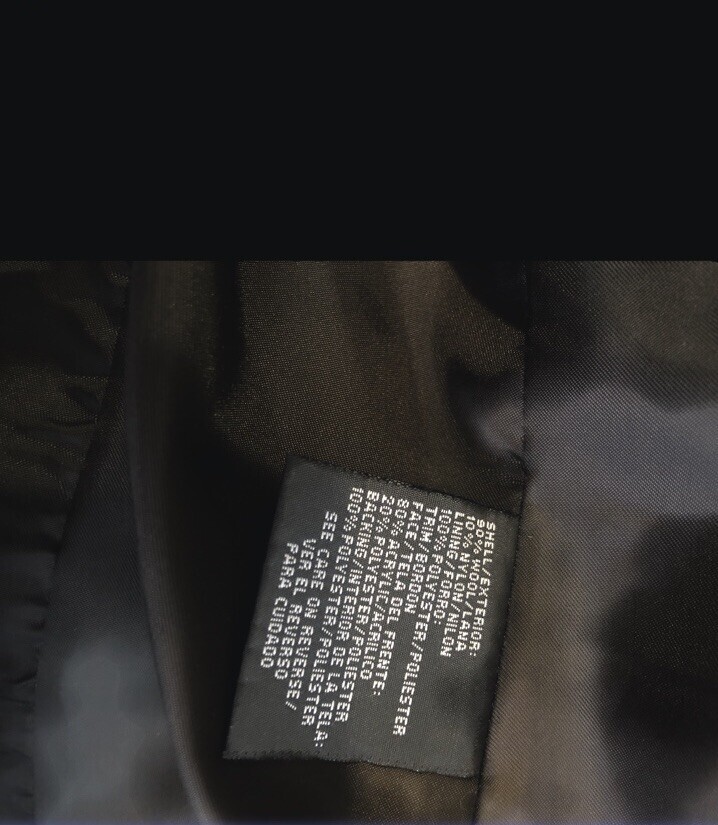 SHELL/EXTERIOR:
90% WOOL/LANA
10% NYLON/NILON
LINING/FORRO:
100% POLYESTER/POLIESTER
TRIM/BORDON
FACE/TELA DEL FRENTE:
80% ACRYLIC/ACRILICO
20% POLYESTER/POLIESTER
BACKING/INTERIOR DE LA TELA:
100% POLYESTER/POLIESTER
SEE CARE ON REVERSE/
VER EL REVERSO
PARA CUIDADO